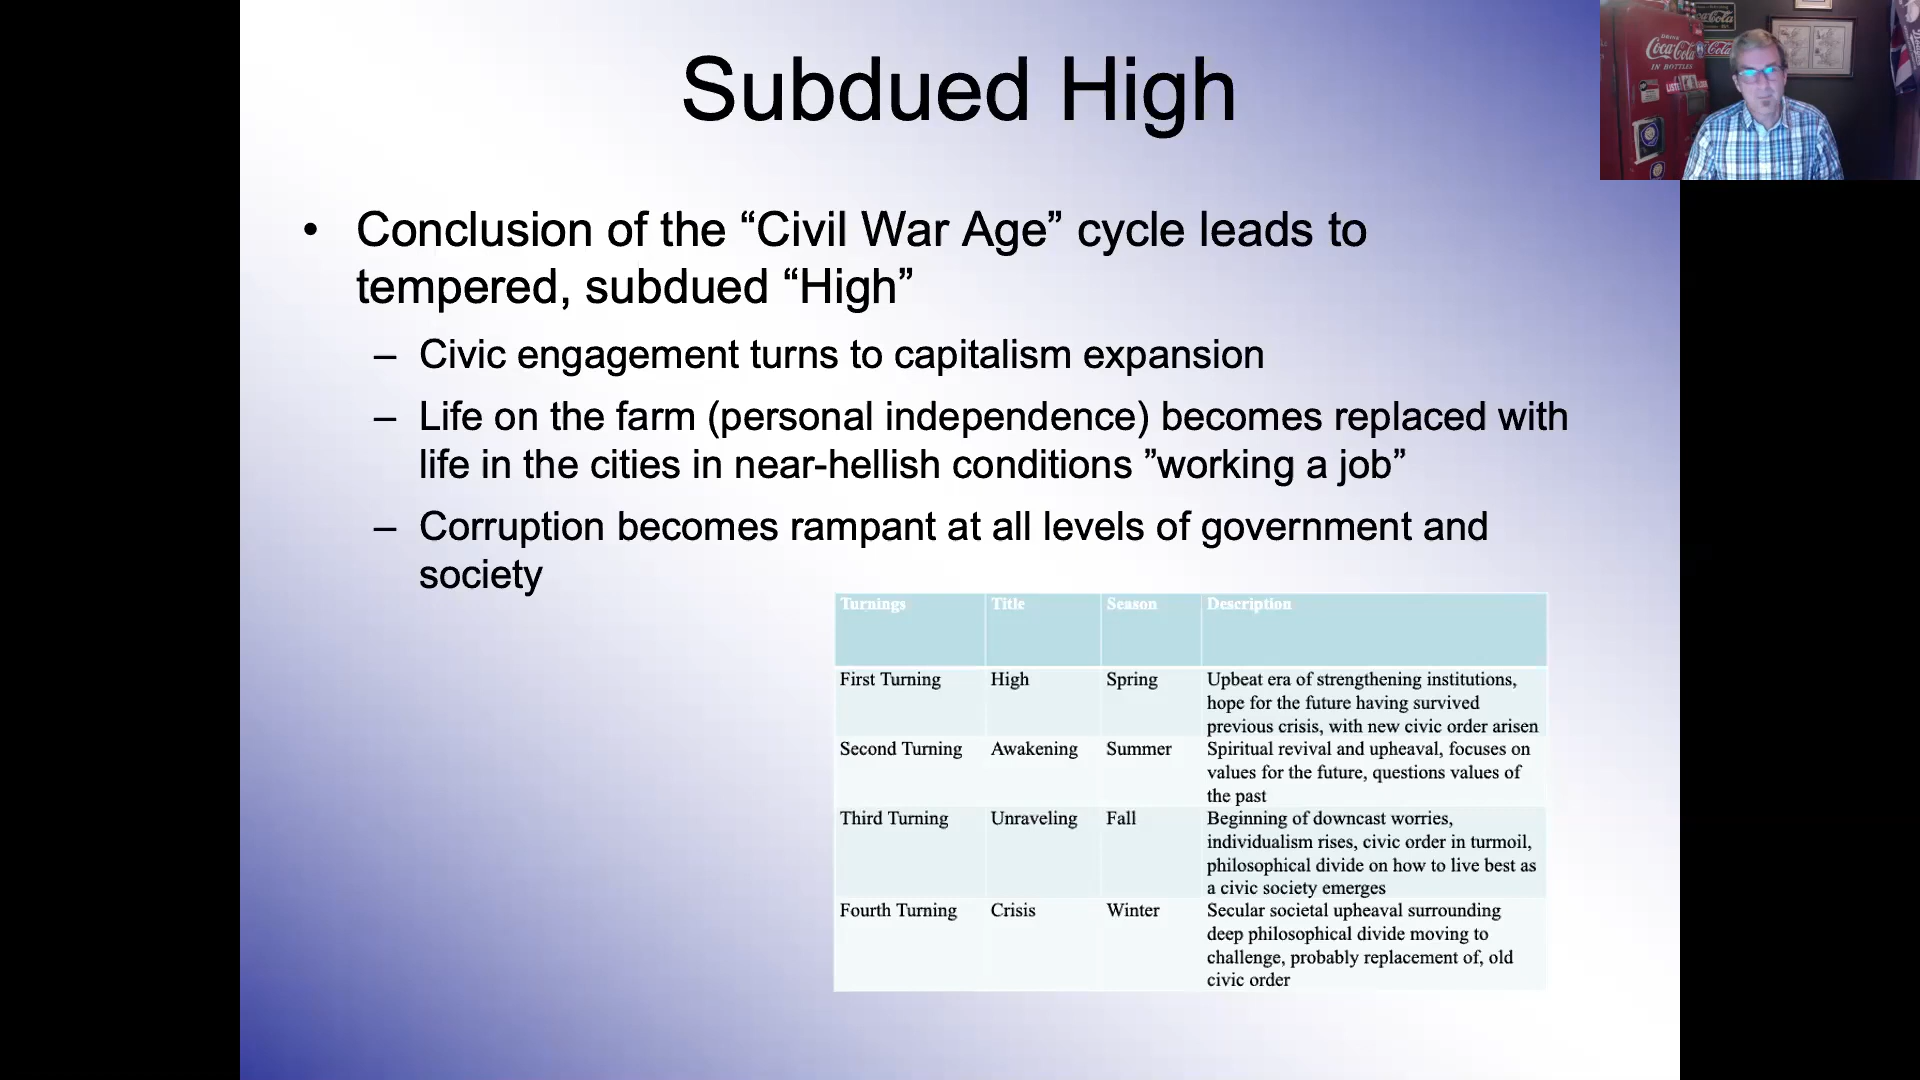 Subdued High
• Conclusion of the “Civil War Age” cycle leads to
tempered, subdued “High”
– Civic engagement turns to capitalism expansion
– Life on the farm (personal independence) becomes replaced with
life in the cities in near-hellish conditions ”working a job”
– Corruption becomes rampant at all levels of government and
society
Turnings Title Season Description
First Turning High Spring Upbeat era of strengthening institutions,
hope for the future having survived
previous crisis, with new civic order arisen
Second Turning Awakening Summer Spiritual revival and upheaval, focuses on
values for the future, questions values of
the past
Third Turning Unraveling Fall Beginning of downcast worries,
individualism rises, civic order in turmoil,
philosophical divide on how to live best as
a civic society emerges
Fourth Turning Crisis Winter Secular societal upheaval surrounding
deep philosophical divide moving to
challenge, probably replacement of, old
civic order
DRINK
Coca-Cola
IN BOTTLES
Coca-Cola